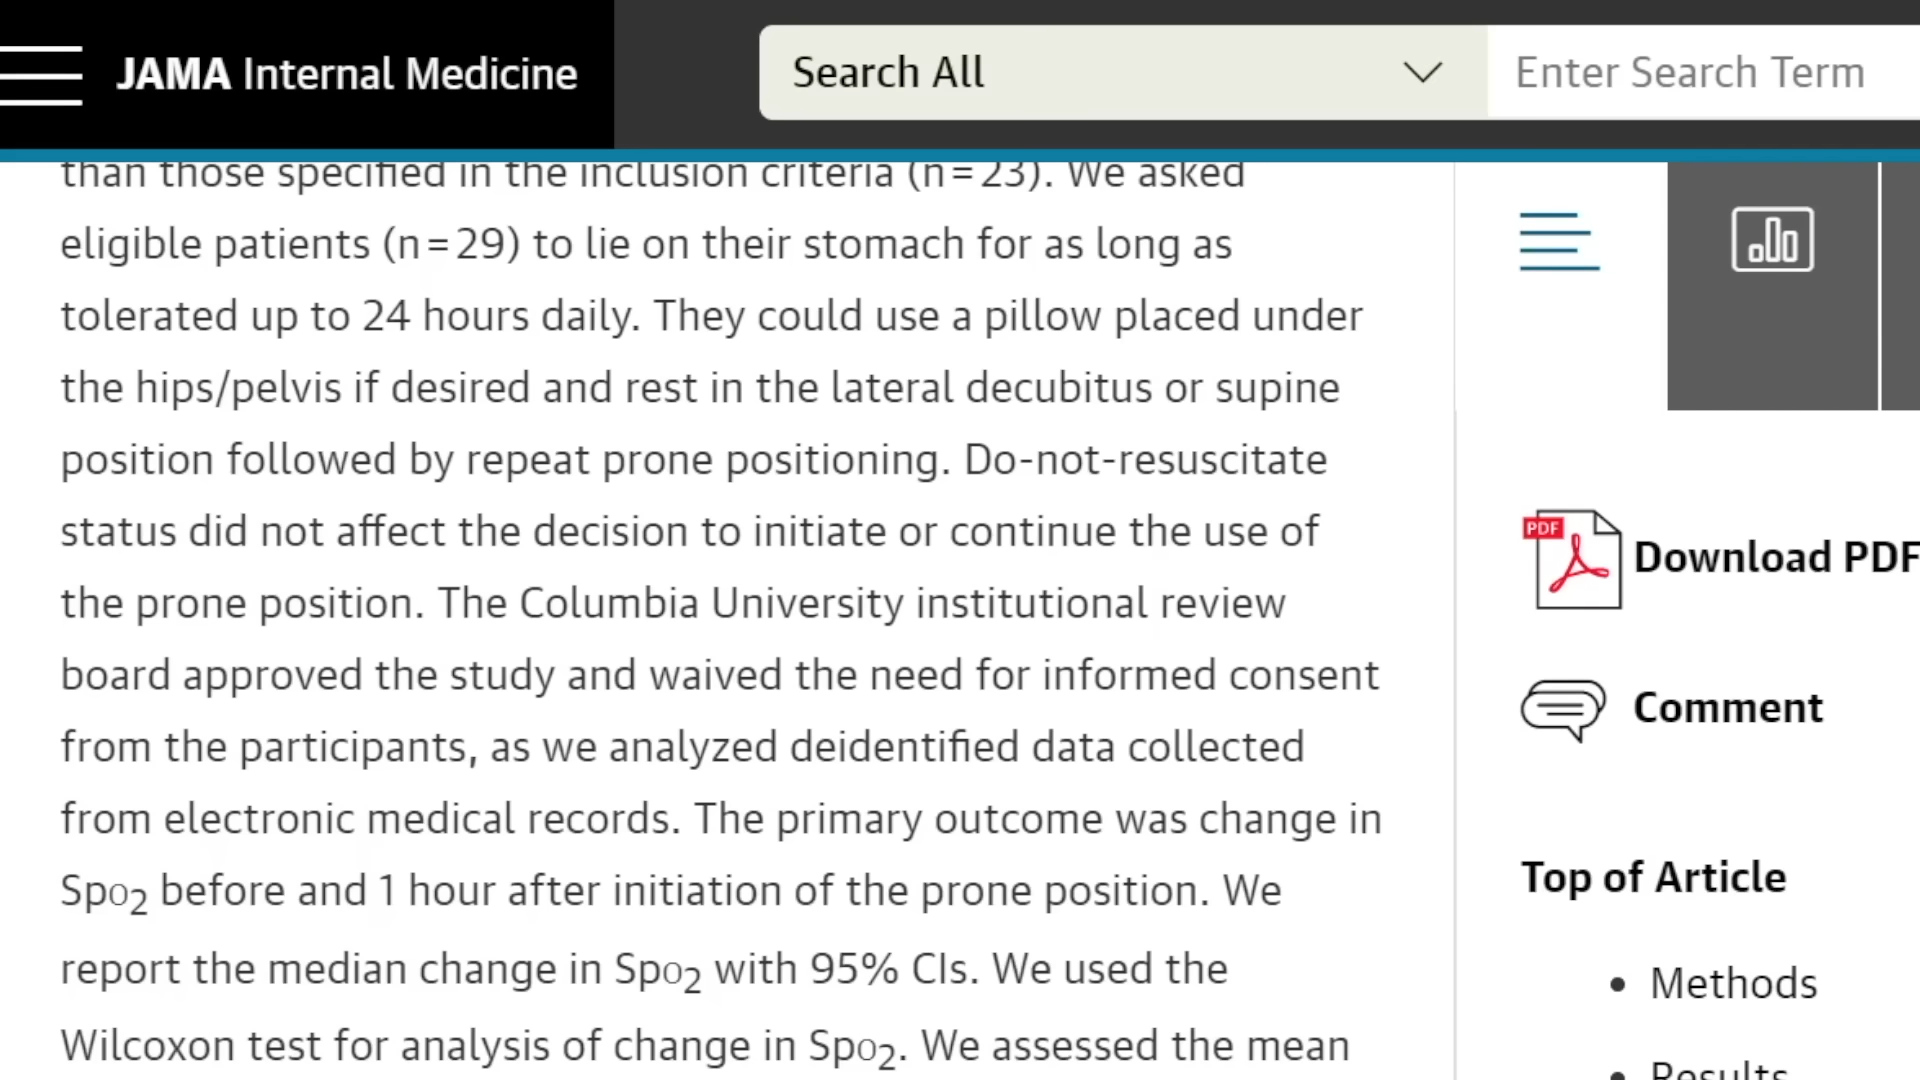 JAMA Internal Medicine
Search All
Enter Search Term
than those specified in the inclusion criteria (n=23). We asked
eligible patients (n=29) to lie on their stomach for as long as
tolerated up to 24 hours daily. They could use a pillow placed under
the hips/pelvis if desired and rest in the lateral decubitus or supine
position followed by repeat prone positioning. Do-not-resuscitate
status did not affect the decision to initiate or continue the use of
the prone position. The Columbia University institutional review
board approved the study and waived the need for informed consent
from the participants, as we analyzed deidentified data collected
from electronic medical records. The primary outcome was change in
Spo2 before and 1 hour after initiation of the prone position. We
report the median change in Spo2 with 95% CIs. We used the
Wilcoxon test for analysis of change in Spo2. We assessed the mean
PDF
Download PDF
Comment
Top of Article
• Methods
• Results